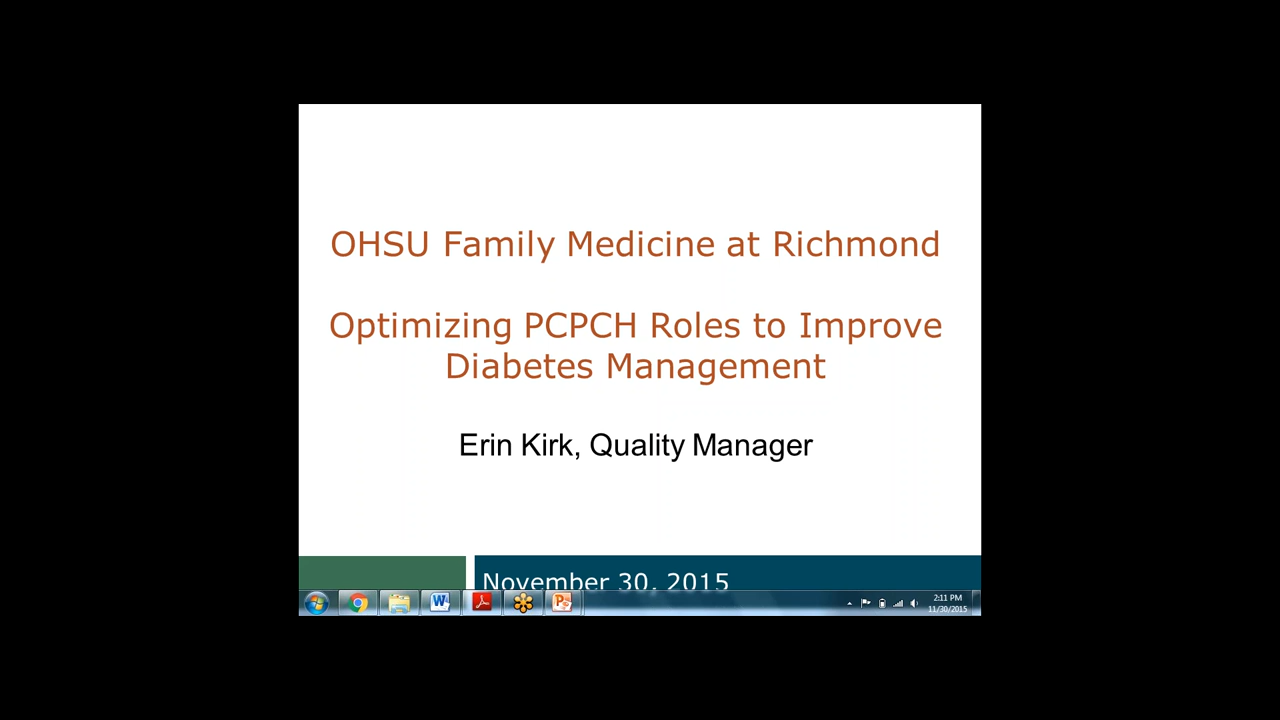 OHSU Family Medicine at Richmond
Optimizing PCPCH Roles to Improve
Diabetes Management
Erin Kirk, Quality Manager
November 30, 2015
2:11 PM
11/30/2015